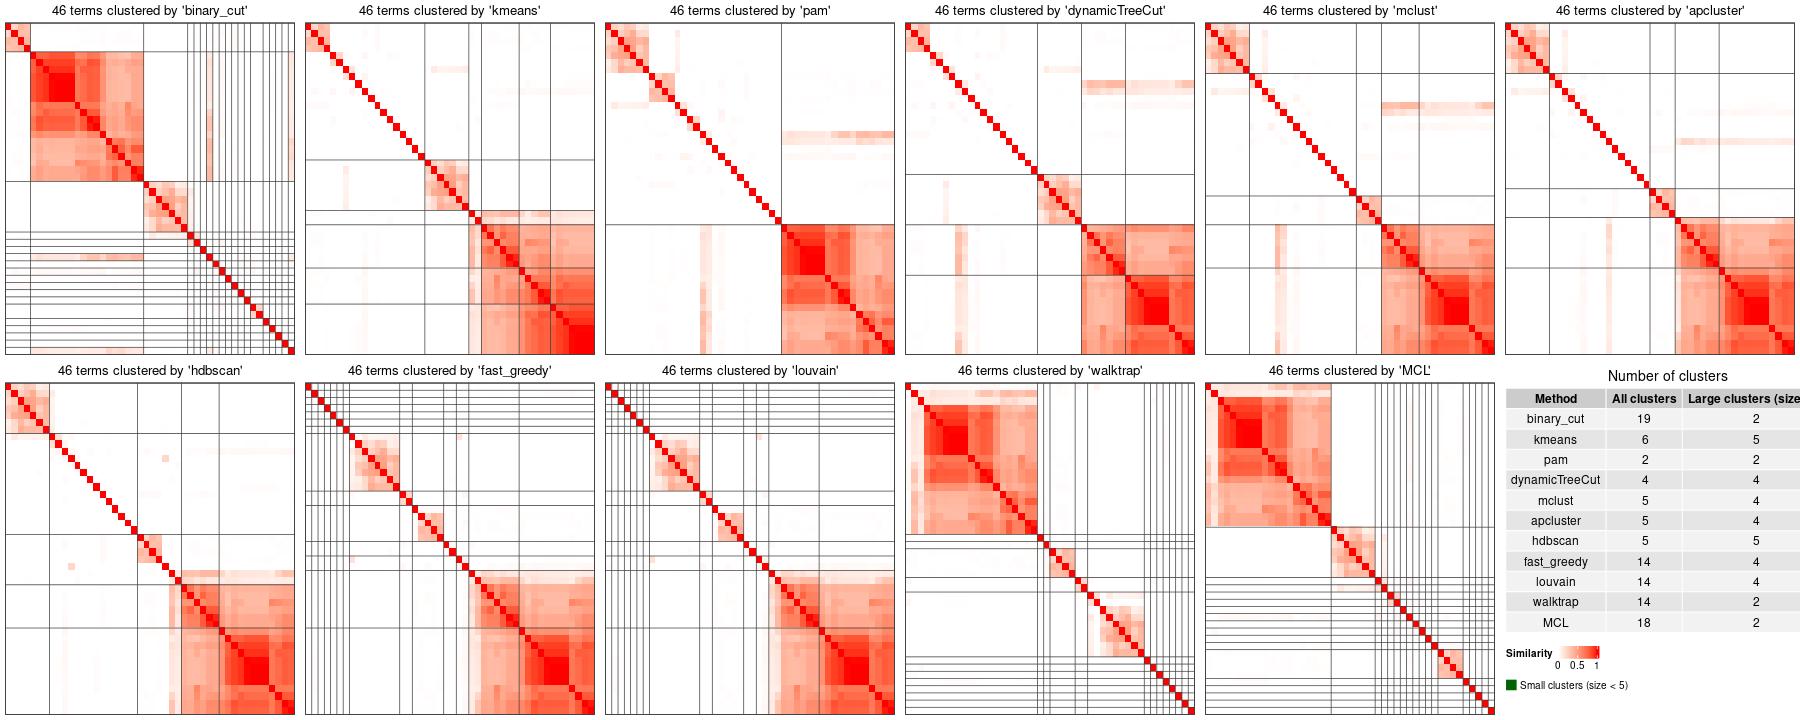 46 terms clustered by 'binary_cut'
46 terms clustered by 'kmeans'
46 terms clustered by 'pam'
46 terms clustered by 'dynamicTreeCut'
46 terms clustered by 'mclust'
46 terms clustered by 'apcluster'
46 terms clustered by 'hdbscan'
46 terms clustered by 'fast_greedy'
46 terms clustered by 'louvain'
46 terms clustered by 'walktrap'
46 terms clustered by 'MCL'
Number of clusters
Method All clusters Large clusters (size
binary_cut 19 2
kmeans 6 5
pam 2 2
dynamicTreeCut 4 4
mclust 5 4
apcluster 5 4
hdbscan 5 5
fast_greedy 14 4
louvain 14 4
walktrap 14 2
MCL 18 2
Similarity
0 0.5 1
Small clusters (size < 5)